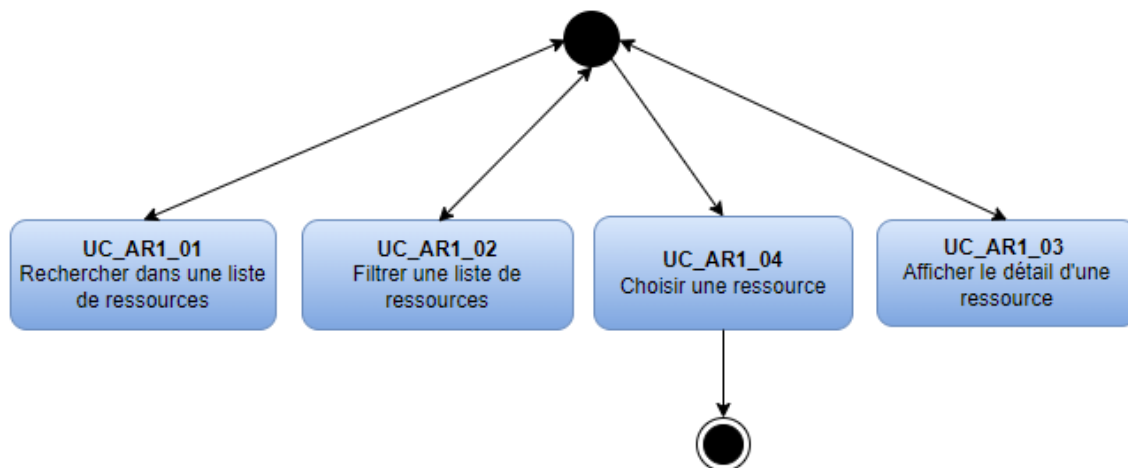 UC_AR1_01
Rechercher dans une liste
de ressources
UC_AR1_02
Filtrer une liste de
ressources
UC_AR1_04
Choisir une ressource
UC_AR1_03
Afficher le détail d'une
ressource